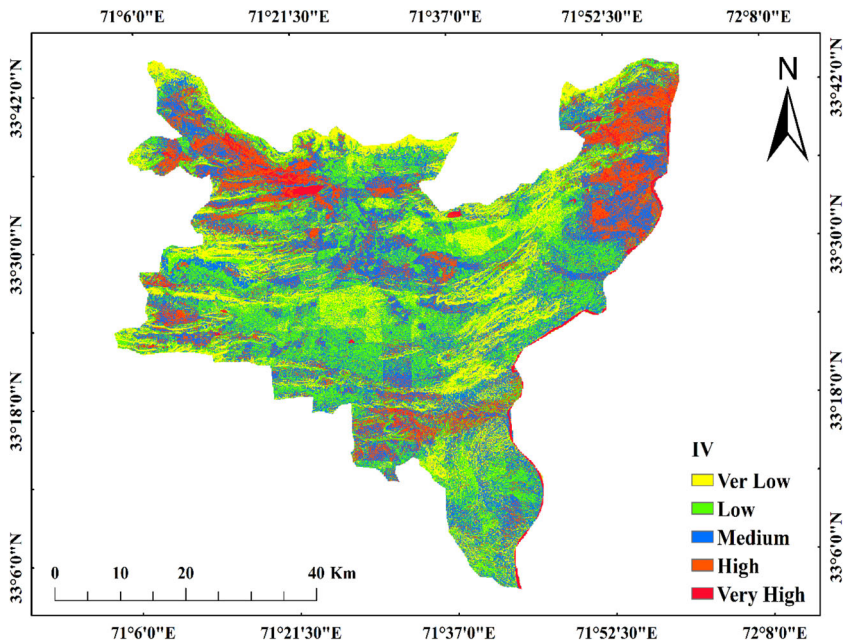 71°6'0"E 71°21'30"E 71°37'0"E 71°52'30"E 72°8'0"E
33°42'0"N
33°30'0"N
33°18'0"N
33°6'0"N
N
33°42'0"N
33°30'0"N
33°18'0"N
33°6'0"N
IV
Ver Low
Low
Medium
High
Very High
0 10 20 40 Km
71°6'0"E 71°21'30"E 71°37'0"E 71°52'30"E 72°8'0"E